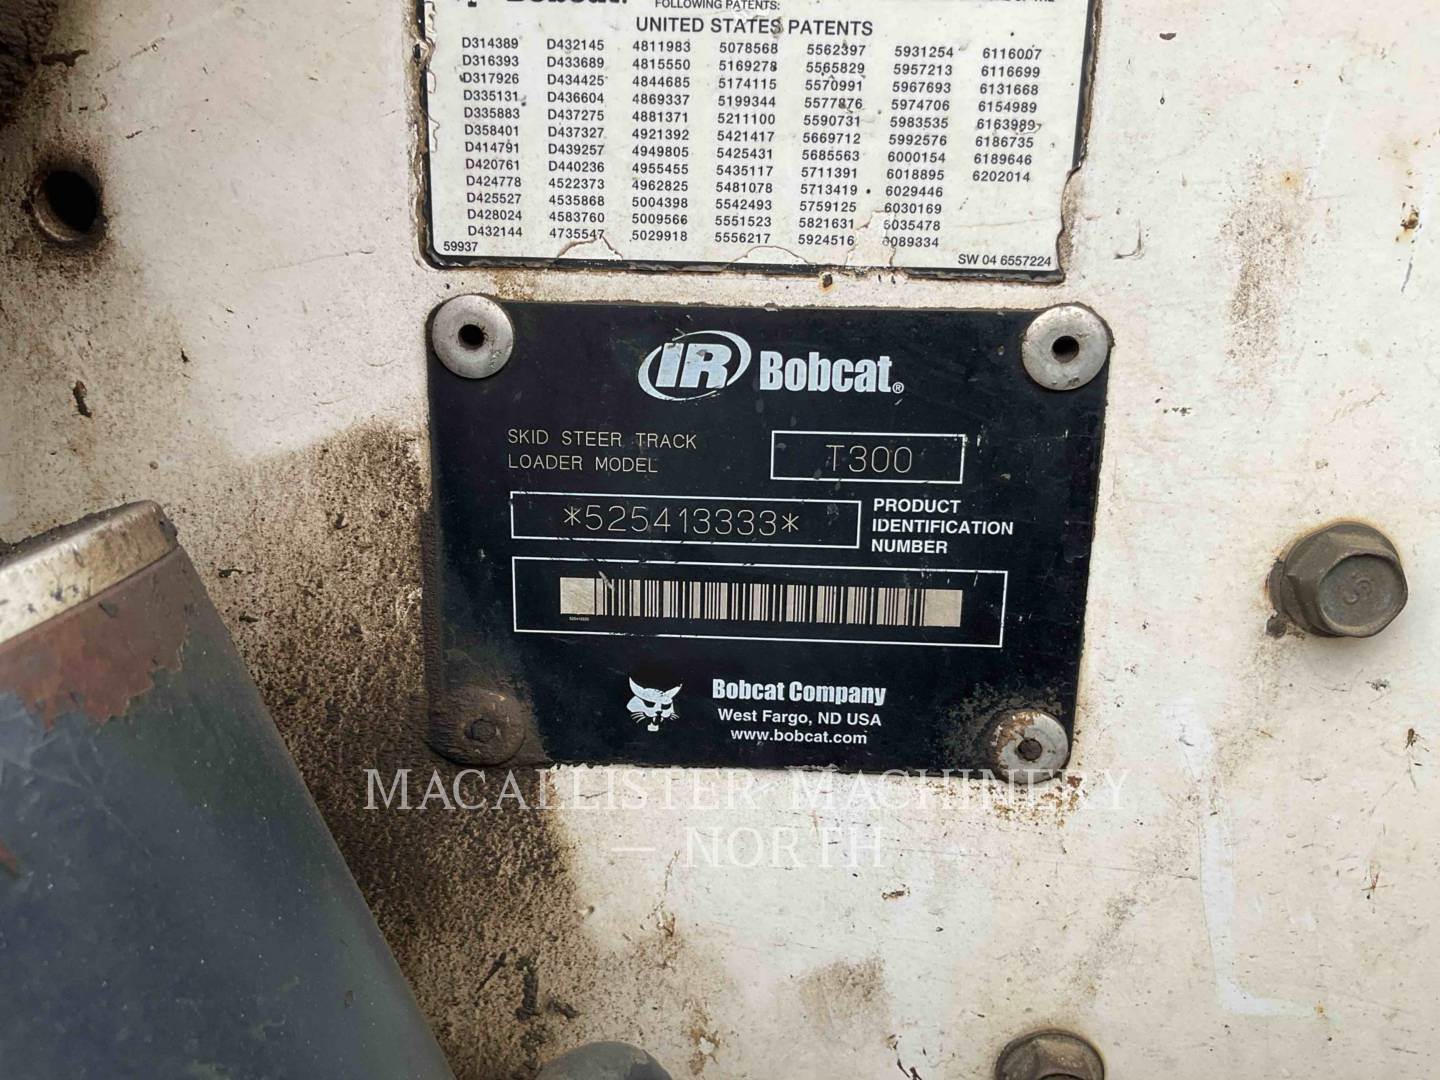 Bobcat.
FOLLOWING PATENTS:
UNITED STATES PATENTS
D314389 D432145 4811983 5078568 5562397 5931254 6116007
D316393 D433689 4815550 5169278 5565829 5957213 6116699
D317926 D434425 4844685 5174115 5570991 5967693 6131668
D335131 D436604 4869337 5199344 5577876 5974706 6154989
D335883 D437275 4881371 5211100 5590731 5983535 6163989
D358401 D437327 4921392 5421417 5669712 5992576 6186735
D414791 D439257 4949805 5425431 5685563 6000154 6189646
D420761 D440236 4955455 5435117 5711391 6018895 6202014
D424778 4522373 4962825 5481078 5713419 6029446
D425527 4535868 5004398 5542493 5759125 6030169
D428024 4583760 5009566 5551523 5821631 6035478
D432144 4735547 5029918 5556217 5924516 6089334
59937 SW 04 6557224
IR Bobcat®
SKID STEER TRACK
LOADER MODEL T300
*525413333* PRODUCT
IDENTIFICATION
NUMBER
Bobcat Company
West Fargo, ND USA
www.bobcat.com
MACALLISTER MACHINERY
— NORTH